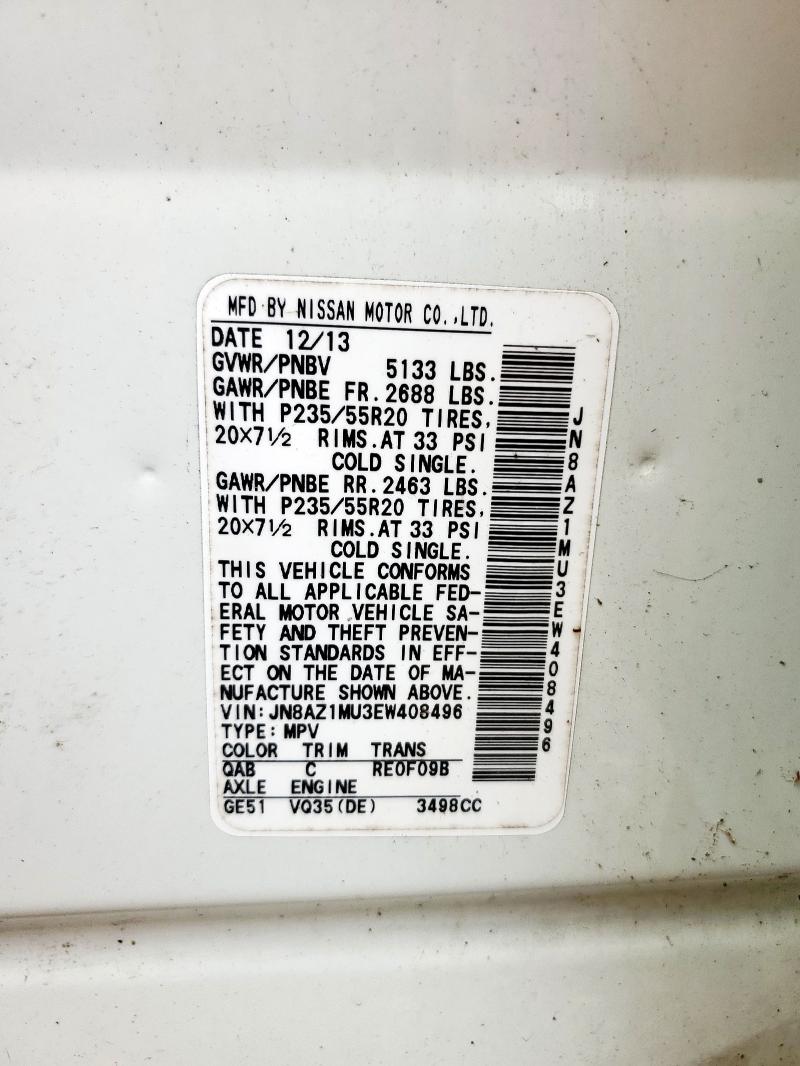 MFD BY NISSAN MOTOR CO.,LTD.
DATE 12/13
GVWR/PNBV 5133 LBS.
GAWR/PNBE FR.2688 LBS.
WITH P235/55R20 TIRES,
20×7 1/2 RIMS.AT 33 PSI
COLD SINGLE.
GAWR/PNBE RR.2463 LBS.
WITH P235/55R20 TIRES,
20×7 1/2 RIMS.AT 33 PSI
COLD SINGLE.
THIS VEHICLE CONFORMS
TO ALL APPLICABLE FED-
ERAL MOTOR VEHICLE SA-
FETY AND THEFT PREVEN-
TION STANDARDS IN EFF-
ECT ON THE DATE OF MA-
NUFACTURE SHOWN ABOVE.
VIN:JN8AZ1MU3EW408496
TYPE:MPV
COLOR TRIM TRANS
QAB C RE0F09B
AXLE ENGINE
GE51 VQ35(DE) 3498CC
JN8AZ1MU3EW408496